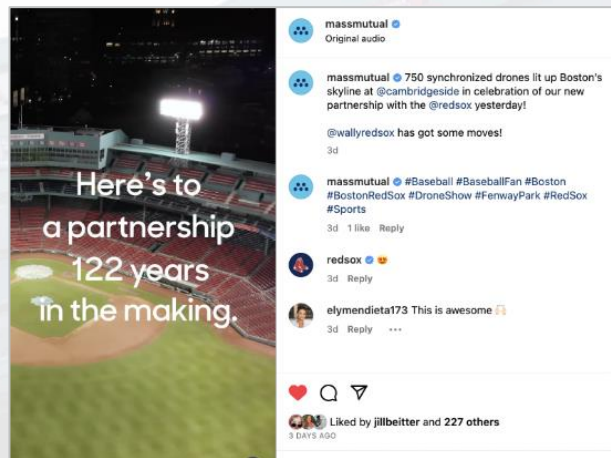 Here's to
a partnership
122 years
in the making.
massmutual
Original audio
massmutual 750 synchronized drones lit up Boston's
skyline at @cambridgeside in celebration of our new
partnership with the @redsox yesterday!
@wallyredsox has got some moves!
3d
massmutual #Baseball #BaseballFan #Boston
#BostonRedSox #DroneShow #FenwayPark #RedSox
#Sports
3d 1 like Reply
redsox 😍
3d Reply
elymendieta173 This is awesome 🙌🏻
3d Reply ...
Liked by jillbeitter and 227 others
3 DAYS AGO